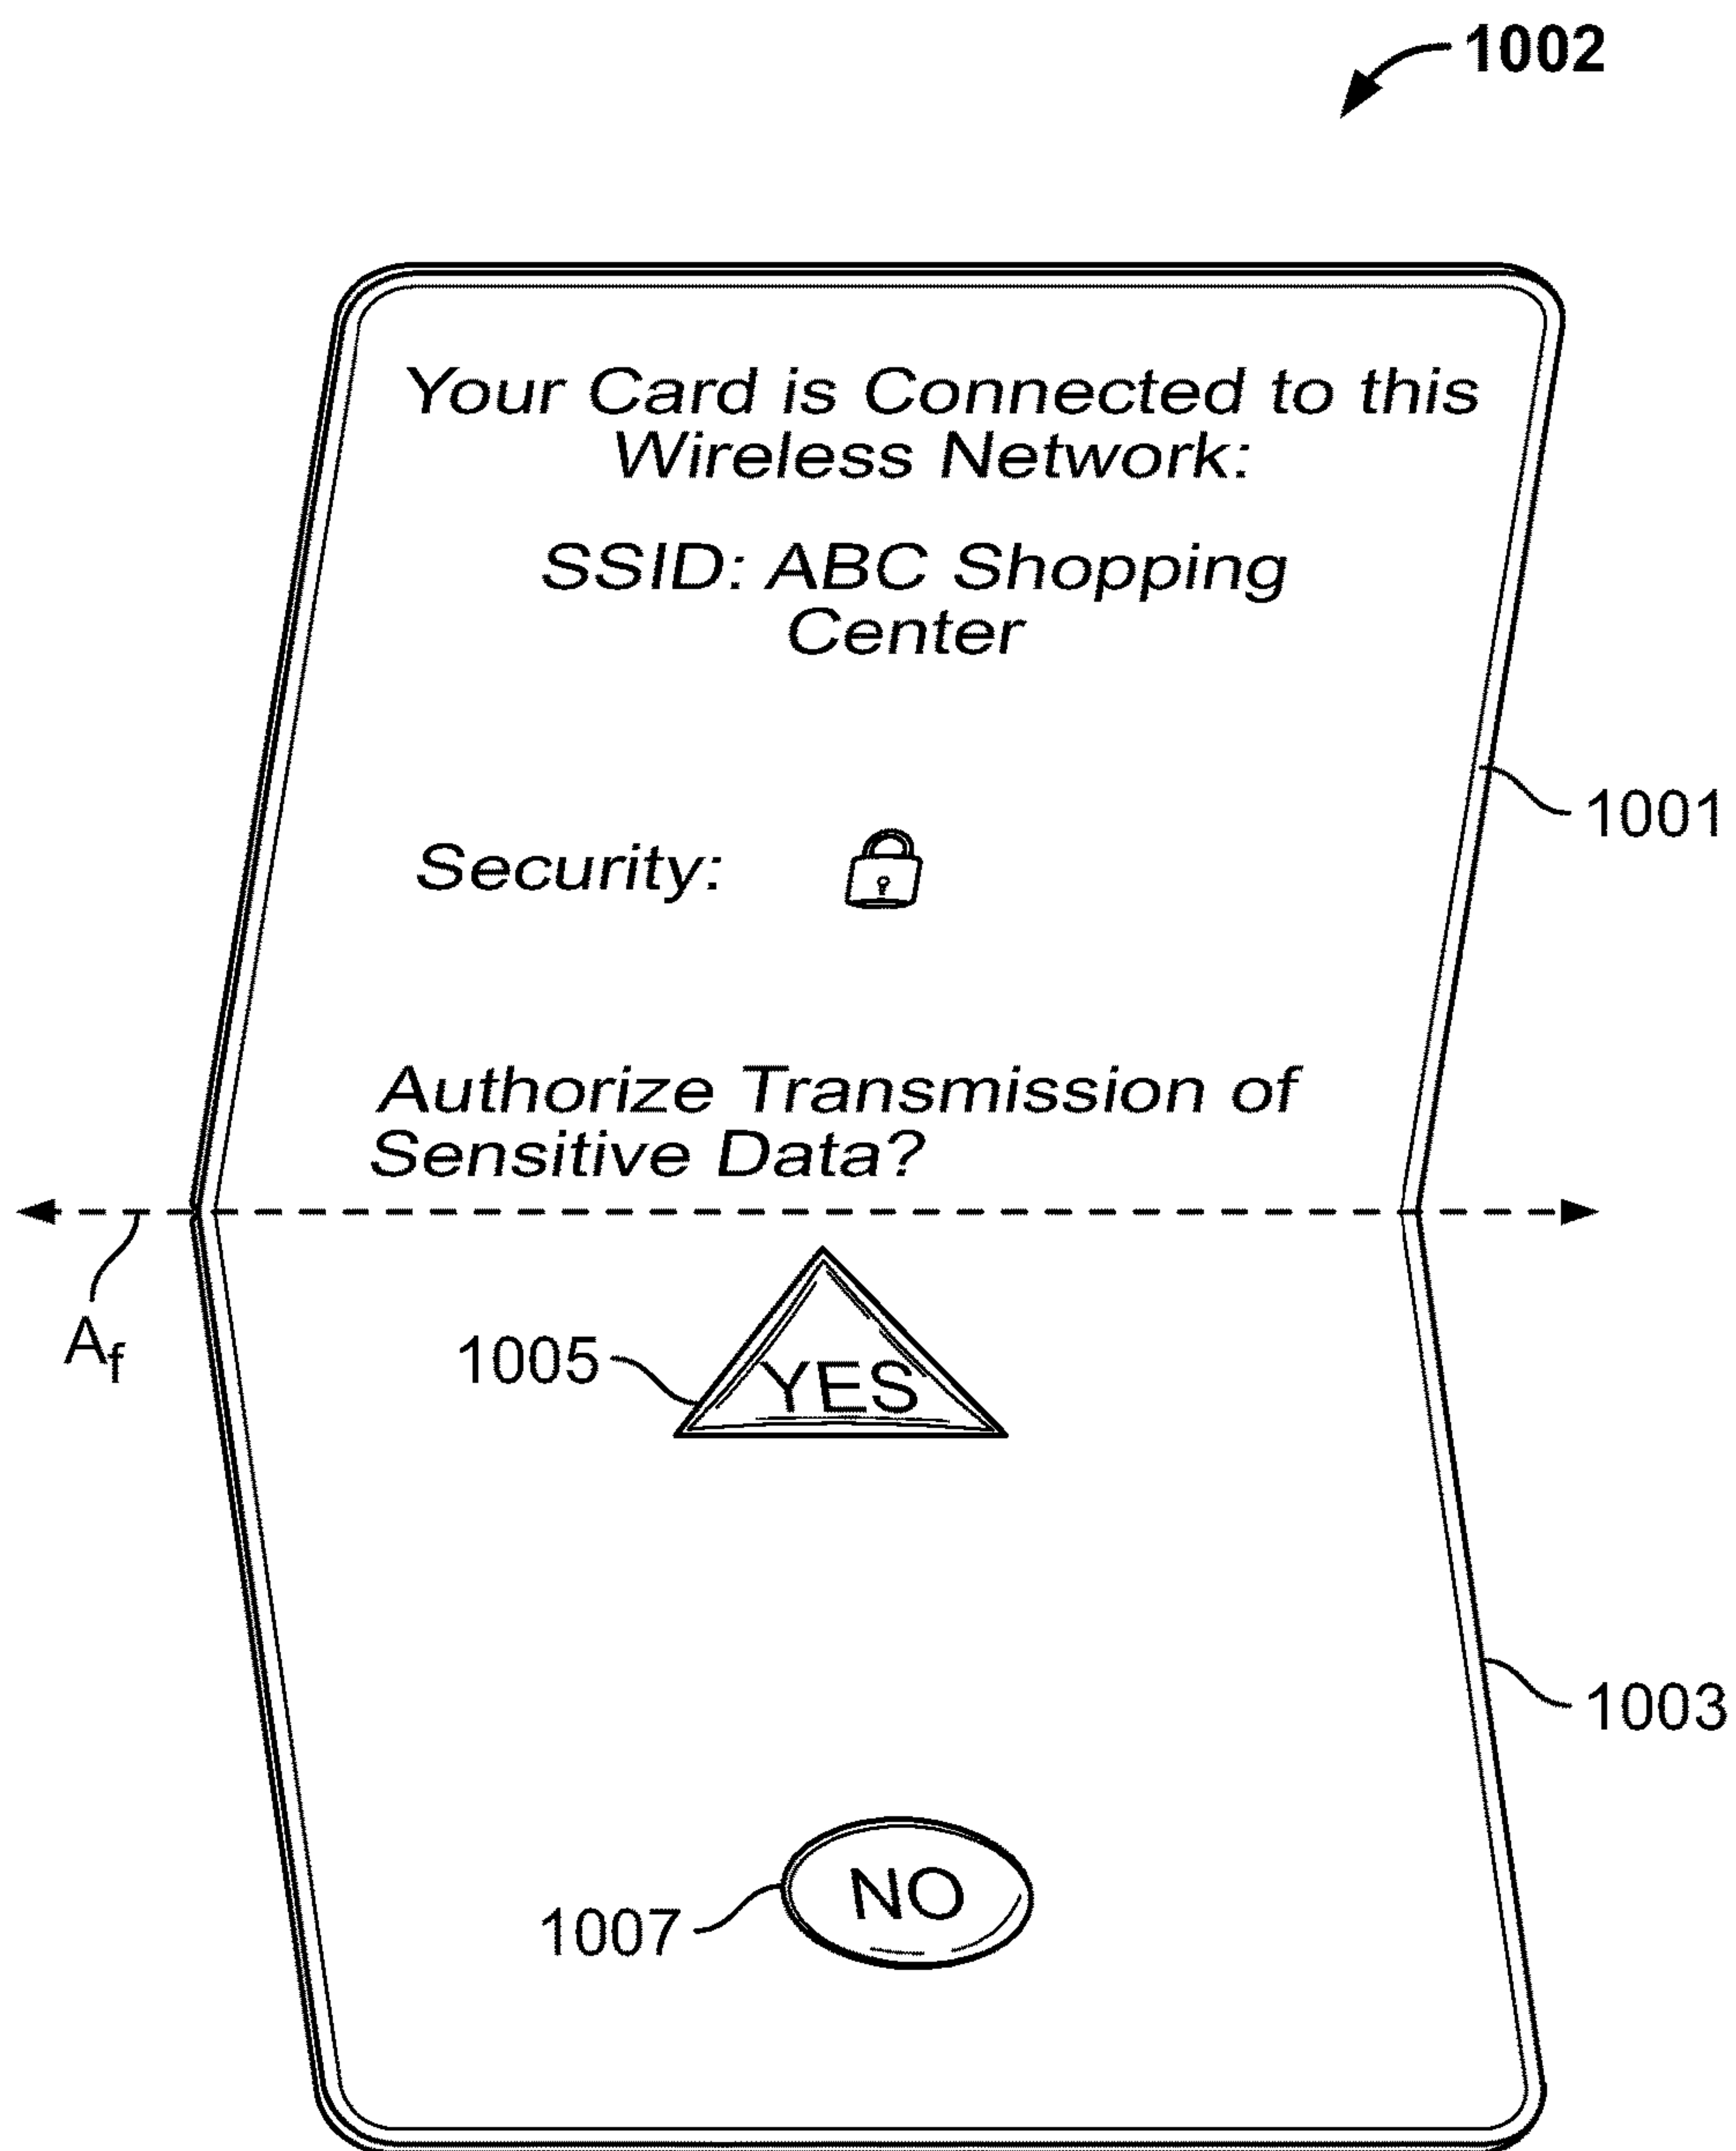 1002
Your Card is Connected to this
Wireless Network:
SSID: ABC Shopping
Center
1001
Security:
Authorize Transmission of
Sensitive Data?
Af
1005
YES
1003
NO
1007